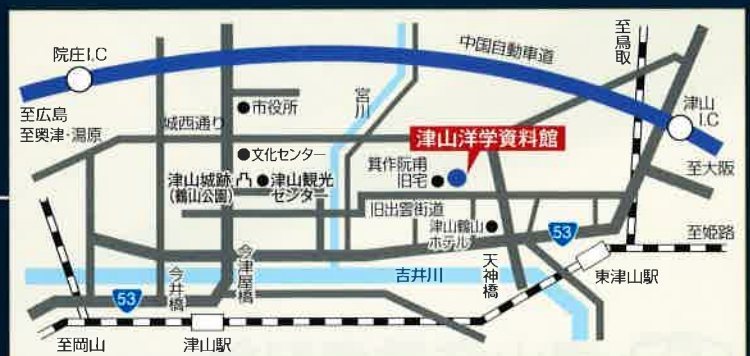 院庄I.C
中国自動車道
至鳥取
至広島
至奥津・湯原
城西通り
市役所
宮川
津山
I.C
津山洋学資料館
文化センター
箕作阮甫
旧宅
至大阪
津山城跡
(鶴山公園)
津山観光
センター
旧出雲街道
津山鶴山
ホテル
53
至姫路
今井橋
今津屋橋
吉井川
天神橋
東津山駅
53
至岡山
津山駅